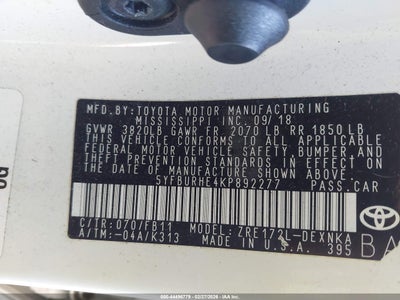 MFD. BY: TOYOTA MOTOR MANUFACTURING
MISSISSIPPI INC. 09/18
GVWR 3820LB GAWR FR 2070 LB RR 1850 LB
THIS VEHICLE CONFORMS TO ALL APPLICABLE
FEDERAL MOTOR VEHICLE SAFETY, BUMPER, AND
THEFT PREVENTION STANDARDS IN EFFECT ON
THE DATE OF MANUFACTURE SHOWN ABOVE.
5YFBURHE4KP892277 PASS.CAR
C/TR: 070/FB11 MODEL: ZRE172L-DEXNKA
A/TM: -04A/K313 MADE IN U.S.A. 395
TOYOTA
BA